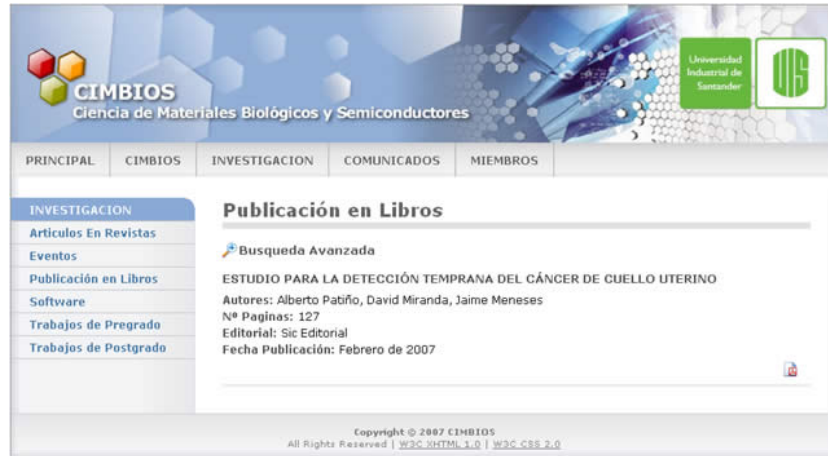 CIMBIOS
Ciencia de Materiales Biológicos y Semiconductores
Universidad
Industrial de
Santander
UIS
PRINCIPAL CIMBIOS INVESTIGACION COMUNICADOS MIEMBROS
INVESTIGACION
Articulos En Revistas
Eventos
Publicación en Libros
Software
Trabajos de Pregrado
Trabajos de Postgrado
Publicación en Libros
Busqueda Avanzada
ESTUDIO PARA LA DETECCIÓN TEMPRANA DEL CÁNCER DE CUELLO UTERINO
Autores: Alberto Patiño, David Miranda, Jaime Meneses
Nº Paginas: 127
Editorial: Sic Editorial
Fecha Publicación: Febrero de 2007
Copyright © 2007 CIMBIOS
All Rights Reserved | W3C XHTML 1.0 | W3C CSS 2.0